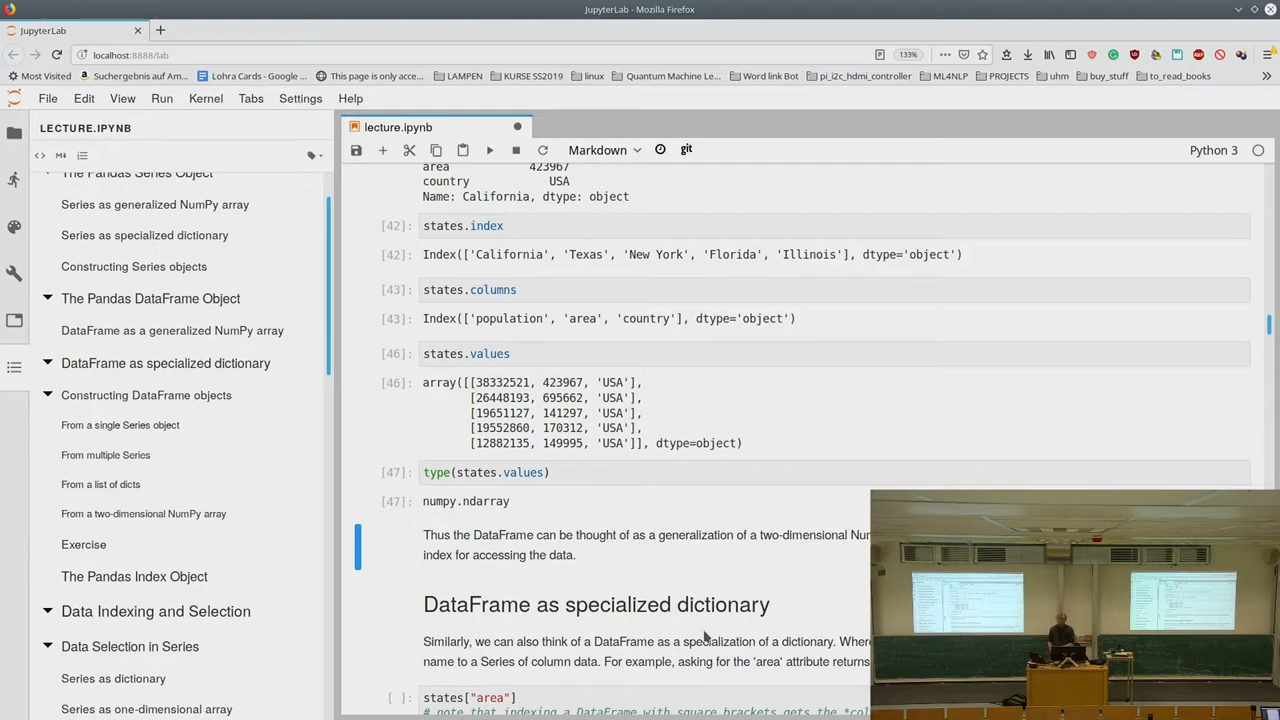 JupyterLab - Mozilla Firefox
JupyterLab
localhost:8888/lab
133%
Most Visited
Suchergebnis auf Am...
Lohra Cards - Google ...
This page is only acce...
LAMPEN
KURSE SS2019
linux
Quantum Machine Le...
Word link Bot
pi_i2c_hdmi_controller
ML4NLP
PROJECTS
uhm
buy_stuff
to_read_books
File Edit View Run Kernel Tabs Settings Help
LECTURE.IPYNB
The Pandas Series Object
Series as generalized NumPy array
Series as specialized dictionary
Constructing Series objects
The Pandas DataFrame Object
DataFrame as a generalized NumPy array
DataFrame as specialized dictionary
Constructing DataFrame objects
From a single Series object
From multiple Series
From a list of dicts
From a two-dimensional NumPy array
Exercise
The Pandas Index Object
Data Indexing and Selection
Data Selection in Series
Series as dictionary
Series as one-dimensional array
lecture.ipynb
Markdown
git
Python 3
area 423967
country USA
Name: California, dtype: object
[42]: states.index
[42]: Index(['California', 'Texas', 'New York', 'Florida', 'Illinois'], dtype='object')
[43]: states.columns
[43]: Index(['population', 'area', 'country'], dtype='object')
[46]: states.values
[46]: array([[38332521, 423967, 'USA'],
[26448193, 695662, 'USA'],
[19651127, 141297, 'USA'],
[19552860, 170312, 'USA'],
[12882135, 149995, 'USA']], dtype=object)
[47]: type(states.values)
[47]: numpy.ndarray
Thus the DataFrame can be thought of as a generalization of a two-dimensional Nu
index for accessing the data.
DataFrame as specialized dictionary
Similarly, we can also think of a DataFrame as a specialization of a dictionary. Where
name to a Series of column data. For example, asking for the 'area' attribute returns
[ ]: states["area"]
# note that indexing a DataFrame with square brackets gets the *col